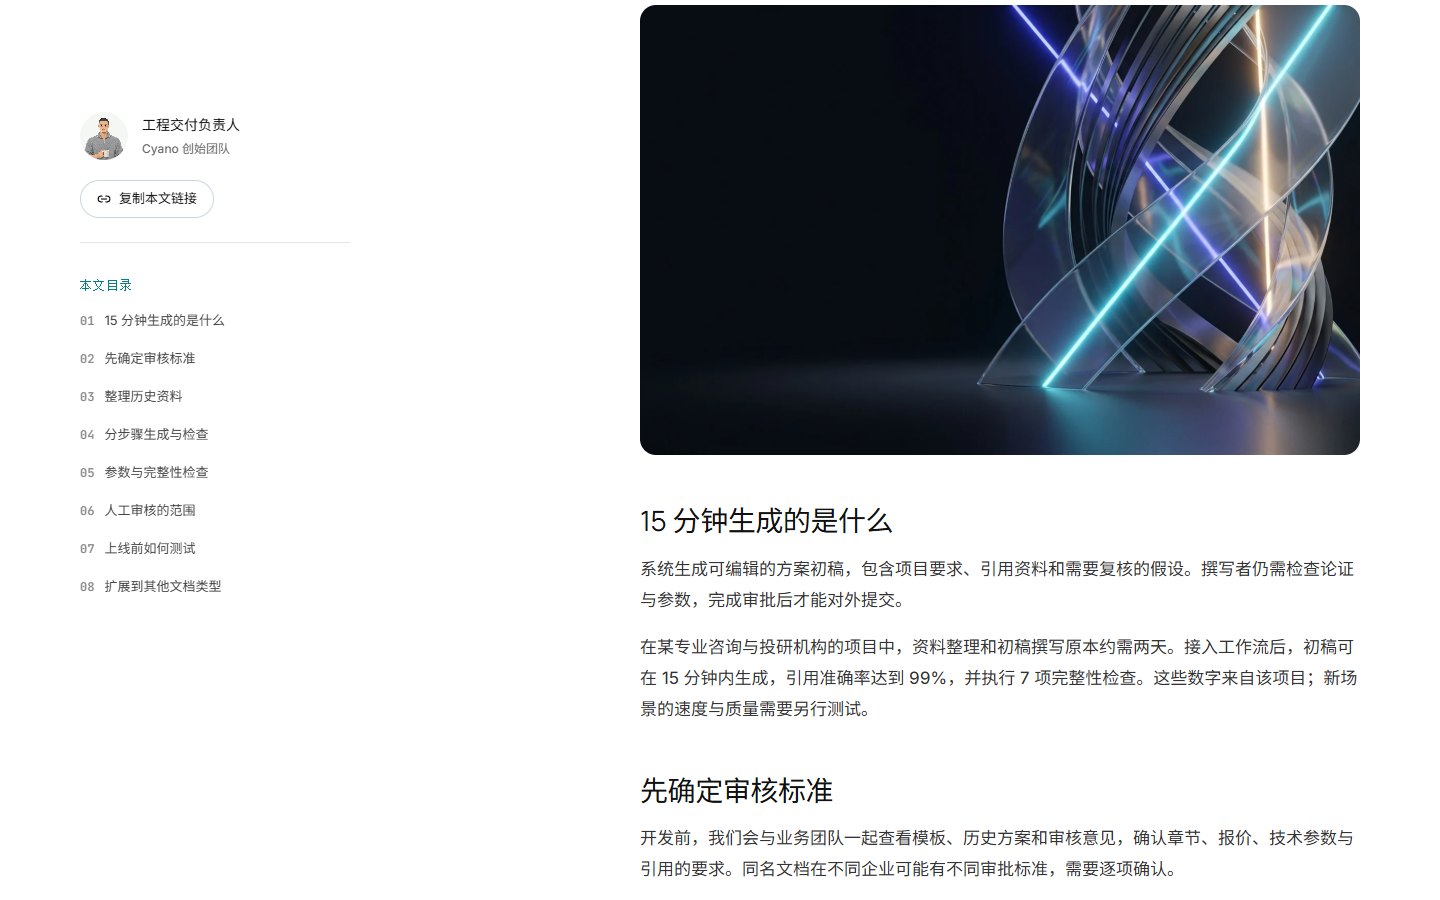 工程交付负责人
Cyano 创始团队
复制本文链接
本文目录
01 15 分钟生成的是什么
02 先确定审核标准
03 整理历史资料
04 分步骤生成与检查
05 参数与完整性检查
06 人工审核的范围
07 上线前如何测试
08 扩展到其他文档类型
15 分钟生成的是什么
系统生成可编辑的方案初稿，包含项目要求、引用资料和需要复核的假设。撰写者仍需检查论证
与参数，完成审批后才能对外提交。
在某专业咨询与投研机构的项目中，资料整理和初稿撰写原本约需两天。接入工作流后，初稿可
在 15 分钟内生成，引用准确率达到 99%，并执行 7 项完整性检查。这些数字来自该项目；新场
景的速度与质量需要另行测试。
先确定审核标准
开发前，我们会与业务团队一起查看模板、历史方案和审核意见，确认章节、报价、技术参数与
引用的要求。同名文档在不同企业可能有不同审批标准，需要逐项确认。